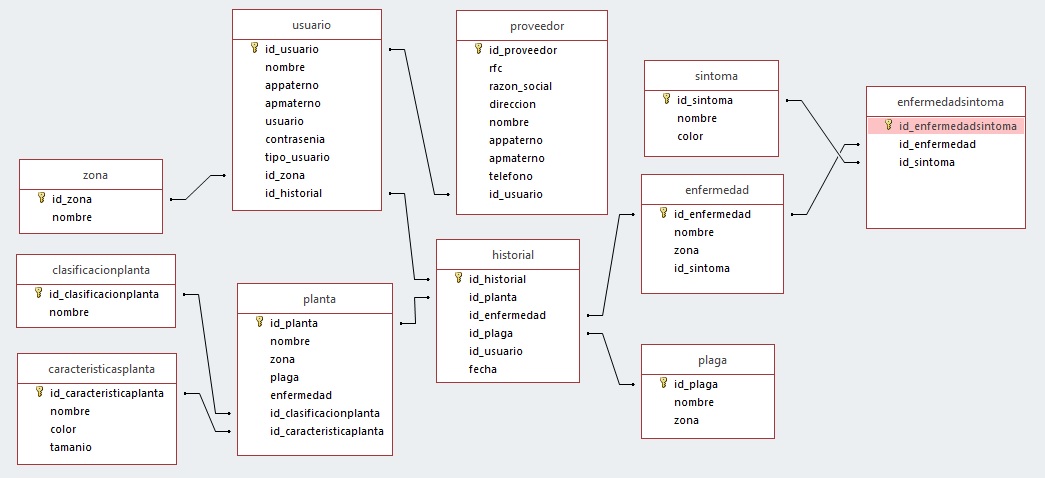 usuario
id_usuario
nombre
appaterno
apmaterno
usuario
contrasenia
tipo_usuario
id_zona
id_historial
proveedor
id_proveedor
rfc
razon_social
direccion
nombre
appaterno
apmaterno
telefono
id_usuario
sintoma
id_sintoma
nombre
color
enfermedadsintoma
id_enfermedadsintoma
id_enfermedad
id_sintoma
zona
id_zona
nombre
enfermedad
id_enfermedad
nombre
zona
id_sintoma
clasificacionplanta
id_clasificacionplanta
nombre
planta
id_planta
nombre
zona
plaga
enfermedad
id_clasificacionplanta
id_caracteristicaplanta
historial
id_historial
id_planta
id_enfermedad
id_plaga
id_usuario
fecha
caracteristicasplanta
id_caracteristicaplanta
nombre
color
tamanio
plaga
id_plaga
nombre
zona